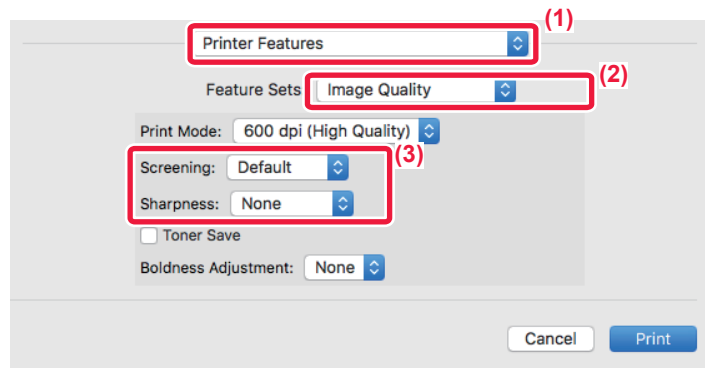 (1)
Printer Features
(2)
Feature Sets Image Quality
Print Mode: 600 dpi (High Quality)
(3)
Screening: Default
Sharpness: None
Toner Save
Boldness Adjustment: None
Cancel Print